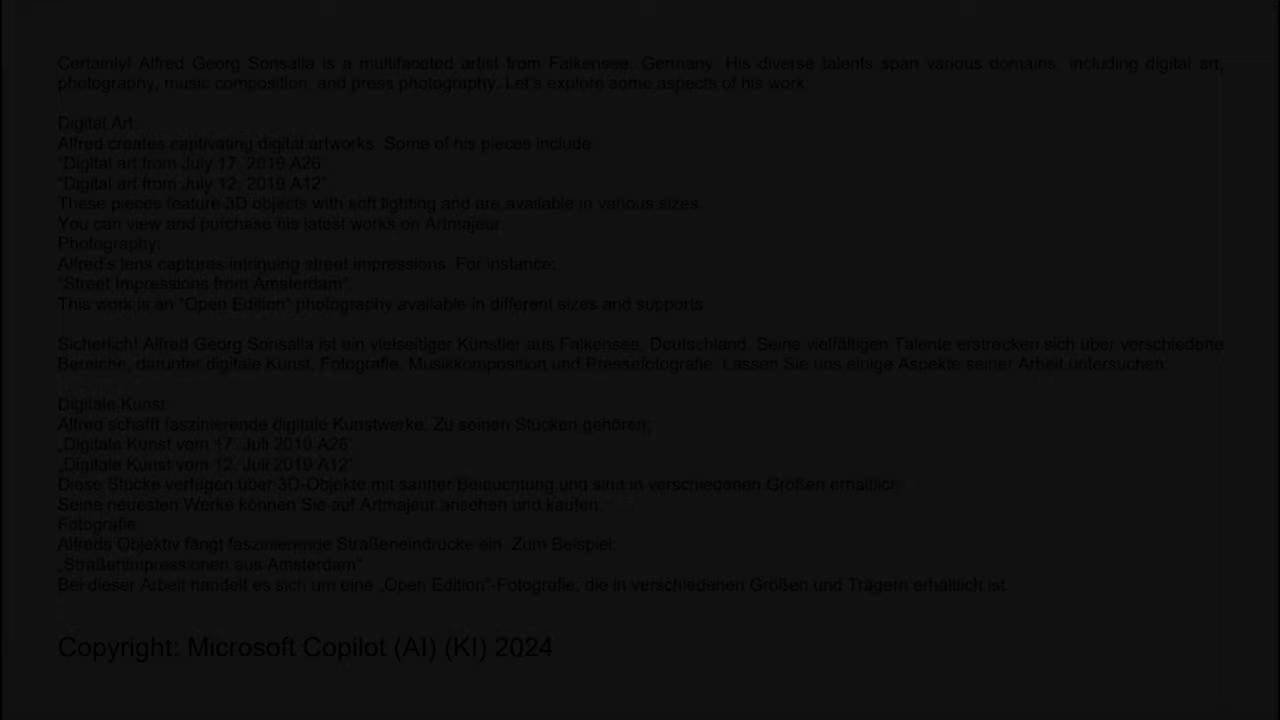 Certainly! Alfred Georg Sonsalla is a multifaceted artist from Falkensee, Germany. His diverse talents span various domains, including digital art,
photography, music composition, and press photography. Let's explore some aspects of his work:
Digital Art:
Alfred creates captivating digital artworks. Some of his pieces include:
"Digital art from July 17, 2019 A26"
"Digital art from July 12, 2019 A12"
These pieces feature 3D objects with soft lighting and are available in various sizes.
You can view and purchase his latest works on Artmajeur.
Photography:
Alfred's lens captures intriguing street impressions. For instance:
"Street Impressions from Amsterdam"
This work is an "Open Edition" photography available in different sizes and supports.
Sicherlich! Alfred Georg Sonsalla ist ein vielseitiger Künstler aus Falkensee, Deutschland. Seine vielfältigen Talente erstrecken sich über verschiedene
Bereiche, darunter digitale Kunst, Fotografie, Musikkomposition und Pressefotografie. Lassen Sie uns einige Aspekte seiner Arbeit untersuchen:
Digitale Kunst:
Alfred schafft faszinierende digitale Kunstwerke. Zu seinen Stücken gehören:
„Digitale Kunst vom 17. Juli 2019 A26"
„Digitale Kunst vom 12. Juli 2019 A12"
Diese Stücke verfügen über 3D-Objekte mit sanfter Beleuchtung und sind in verschiedenen Größen erhältlich.
Seine neuesten Werke können Sie auf Artmajeur ansehen und kaufen.
Fotografie:
Alfreds Objektiv fängt faszinierende Straßeneindrücke ein. Zum Beispiel:
„Straßenimpressionen aus Amsterdam"
Bei dieser Arbeit handelt es sich um eine „Open Edition"-Fotografie, die in verschiedenen Größen und Trägern erhältlich ist.
Copyright: Microsoft Copilot (AI) (KI) 2024